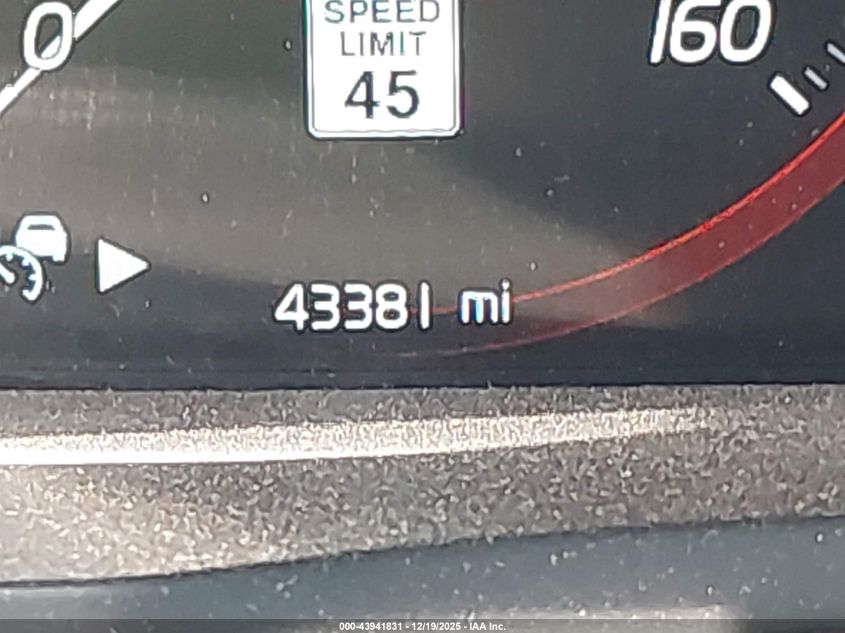 0
SPEED
LIMIT
45
160
43381 mi
000-43941831 - 12/19/2025 - IAA Inc.